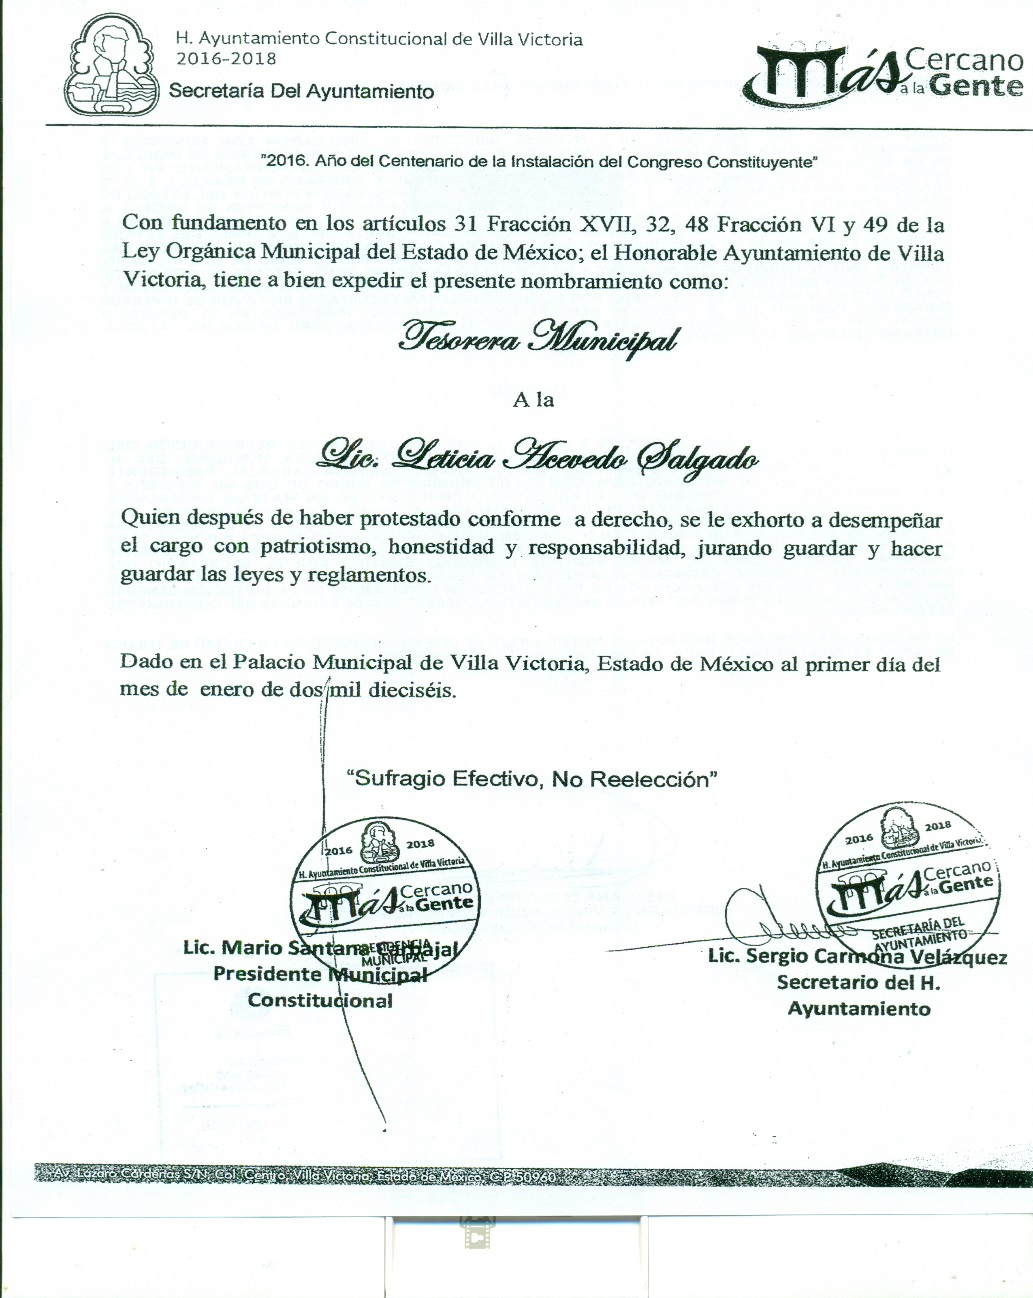 H. Ayuntamiento Constitucional de Villa Victoria
2016-2018
Secretaría Del Ayuntamiento
Más Cercano a la Gente
"2016. Año del Centenario de la Instalación del Congreso Constituyente"
Con fundamento en los artículos 31 Fracción XVII, 32, 48 Fracción VI y 49 de la
Ley Orgánica Municipal del Estado de México; el Honorable Ayuntamiento de Villa
Victoria, tiene a bien expedir el presente nombramiento como:
Tesorera Municipal
A la
Lic. Leticia Acevedo Salgado
Quien después de haber protestado conforme a derecho, se le exhorto a desempeñar
el cargo con patriotismo, honestidad y responsabilidad, jurando guardar y hacer
guardar las leyes y reglamentos.
Dado en el Palacio Municipal de Villa Victoria, Estado de México al primer día del
mes de enero de dos mil dieciséis.
"Sufragio Efectivo, No Reelección"
2016 2018
H. Ayuntamiento Constitucional de Villa Victoria
Más Cercano a la Gente
PRESIDENCIA
MUNICIPAL
Lic. Mario Santana Carbajal
Presidente Municipal
Constitucional
2016 2018
H. Ayuntamiento Constitucional de Villa Victoria
Más Cercano a la Gente
SECRETARÍA DEL
AYUNTAMIENTO
Lic. Sergio Carmona Velázquez
Secretario del H.
Ayuntamiento
Av. Lázaro Cárdenas S/N, Col. Centro, Villa Victoria, Estado de México, C.P. 50960